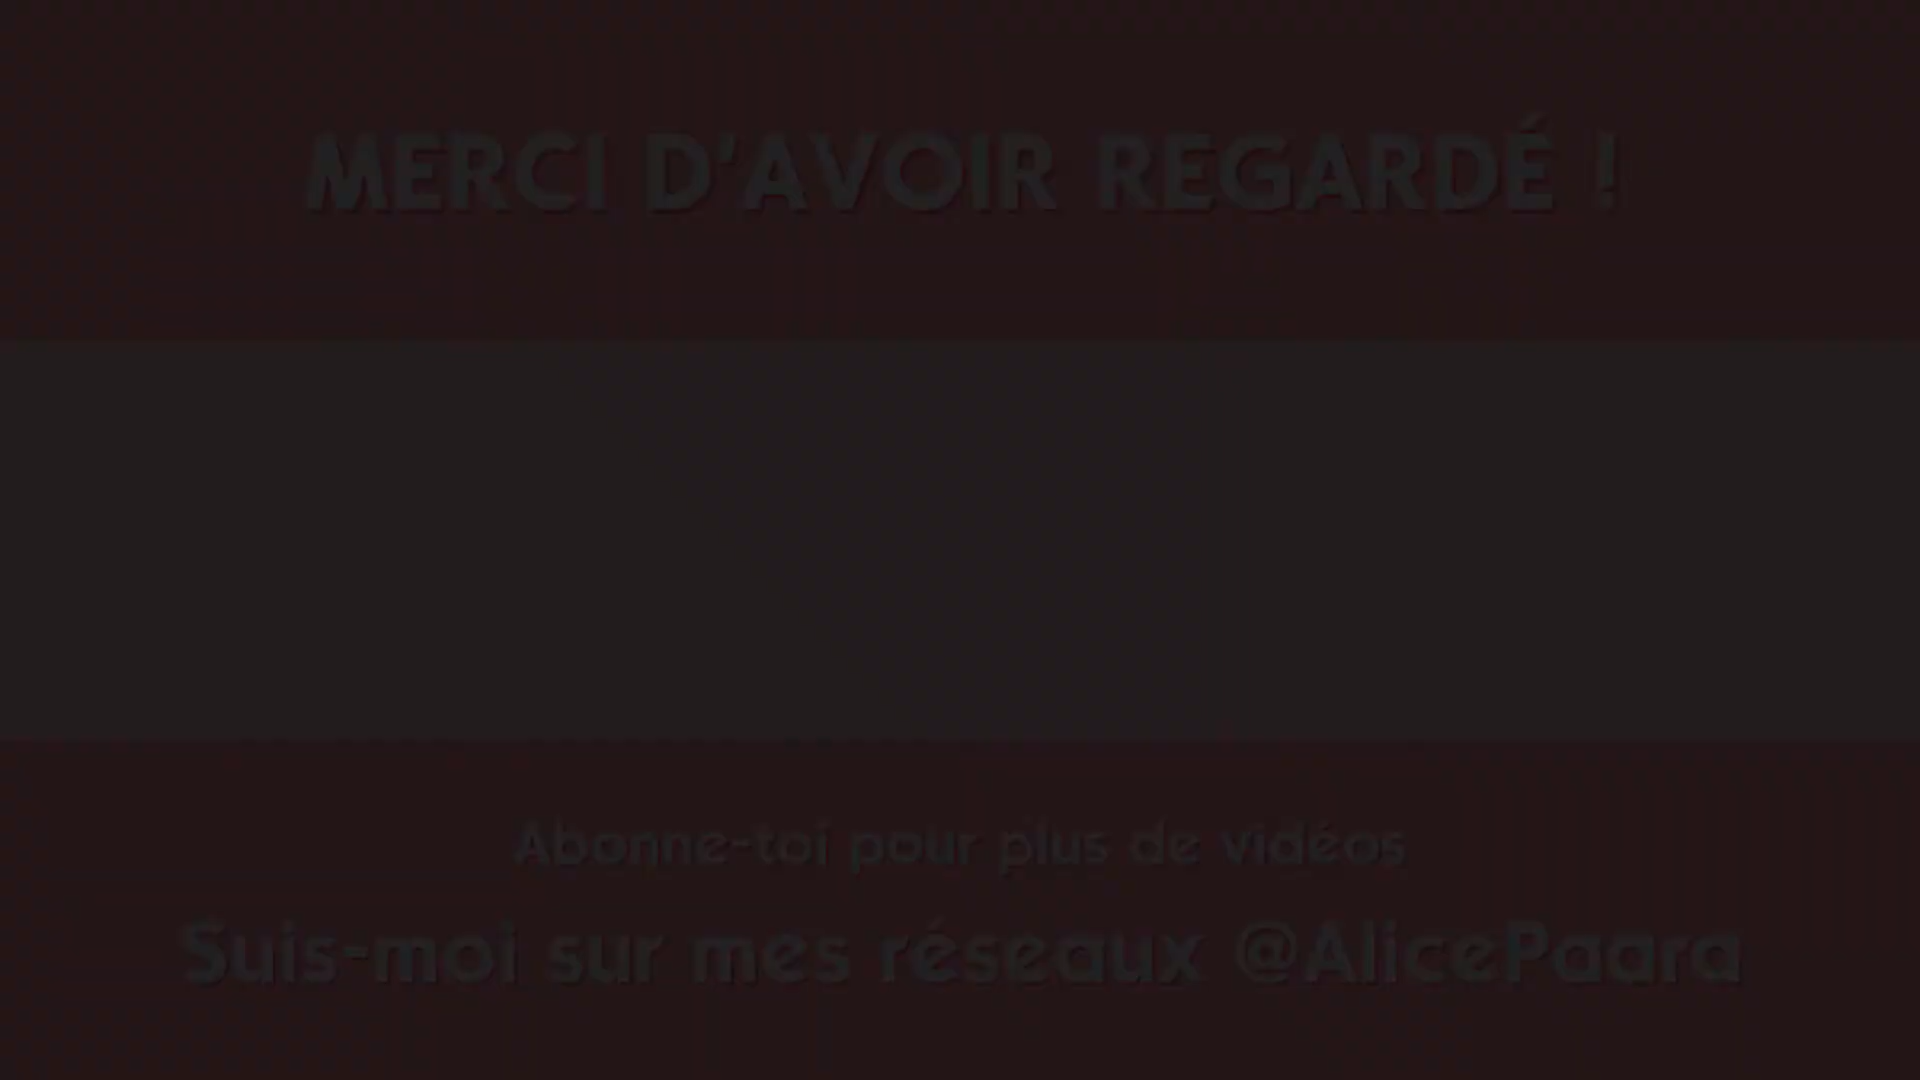 MERCI D'AVOIR REGARDÉ !
Abonne-toi pour plus de vidéos
Suis-moi sur mes réseaux @AlicePaara